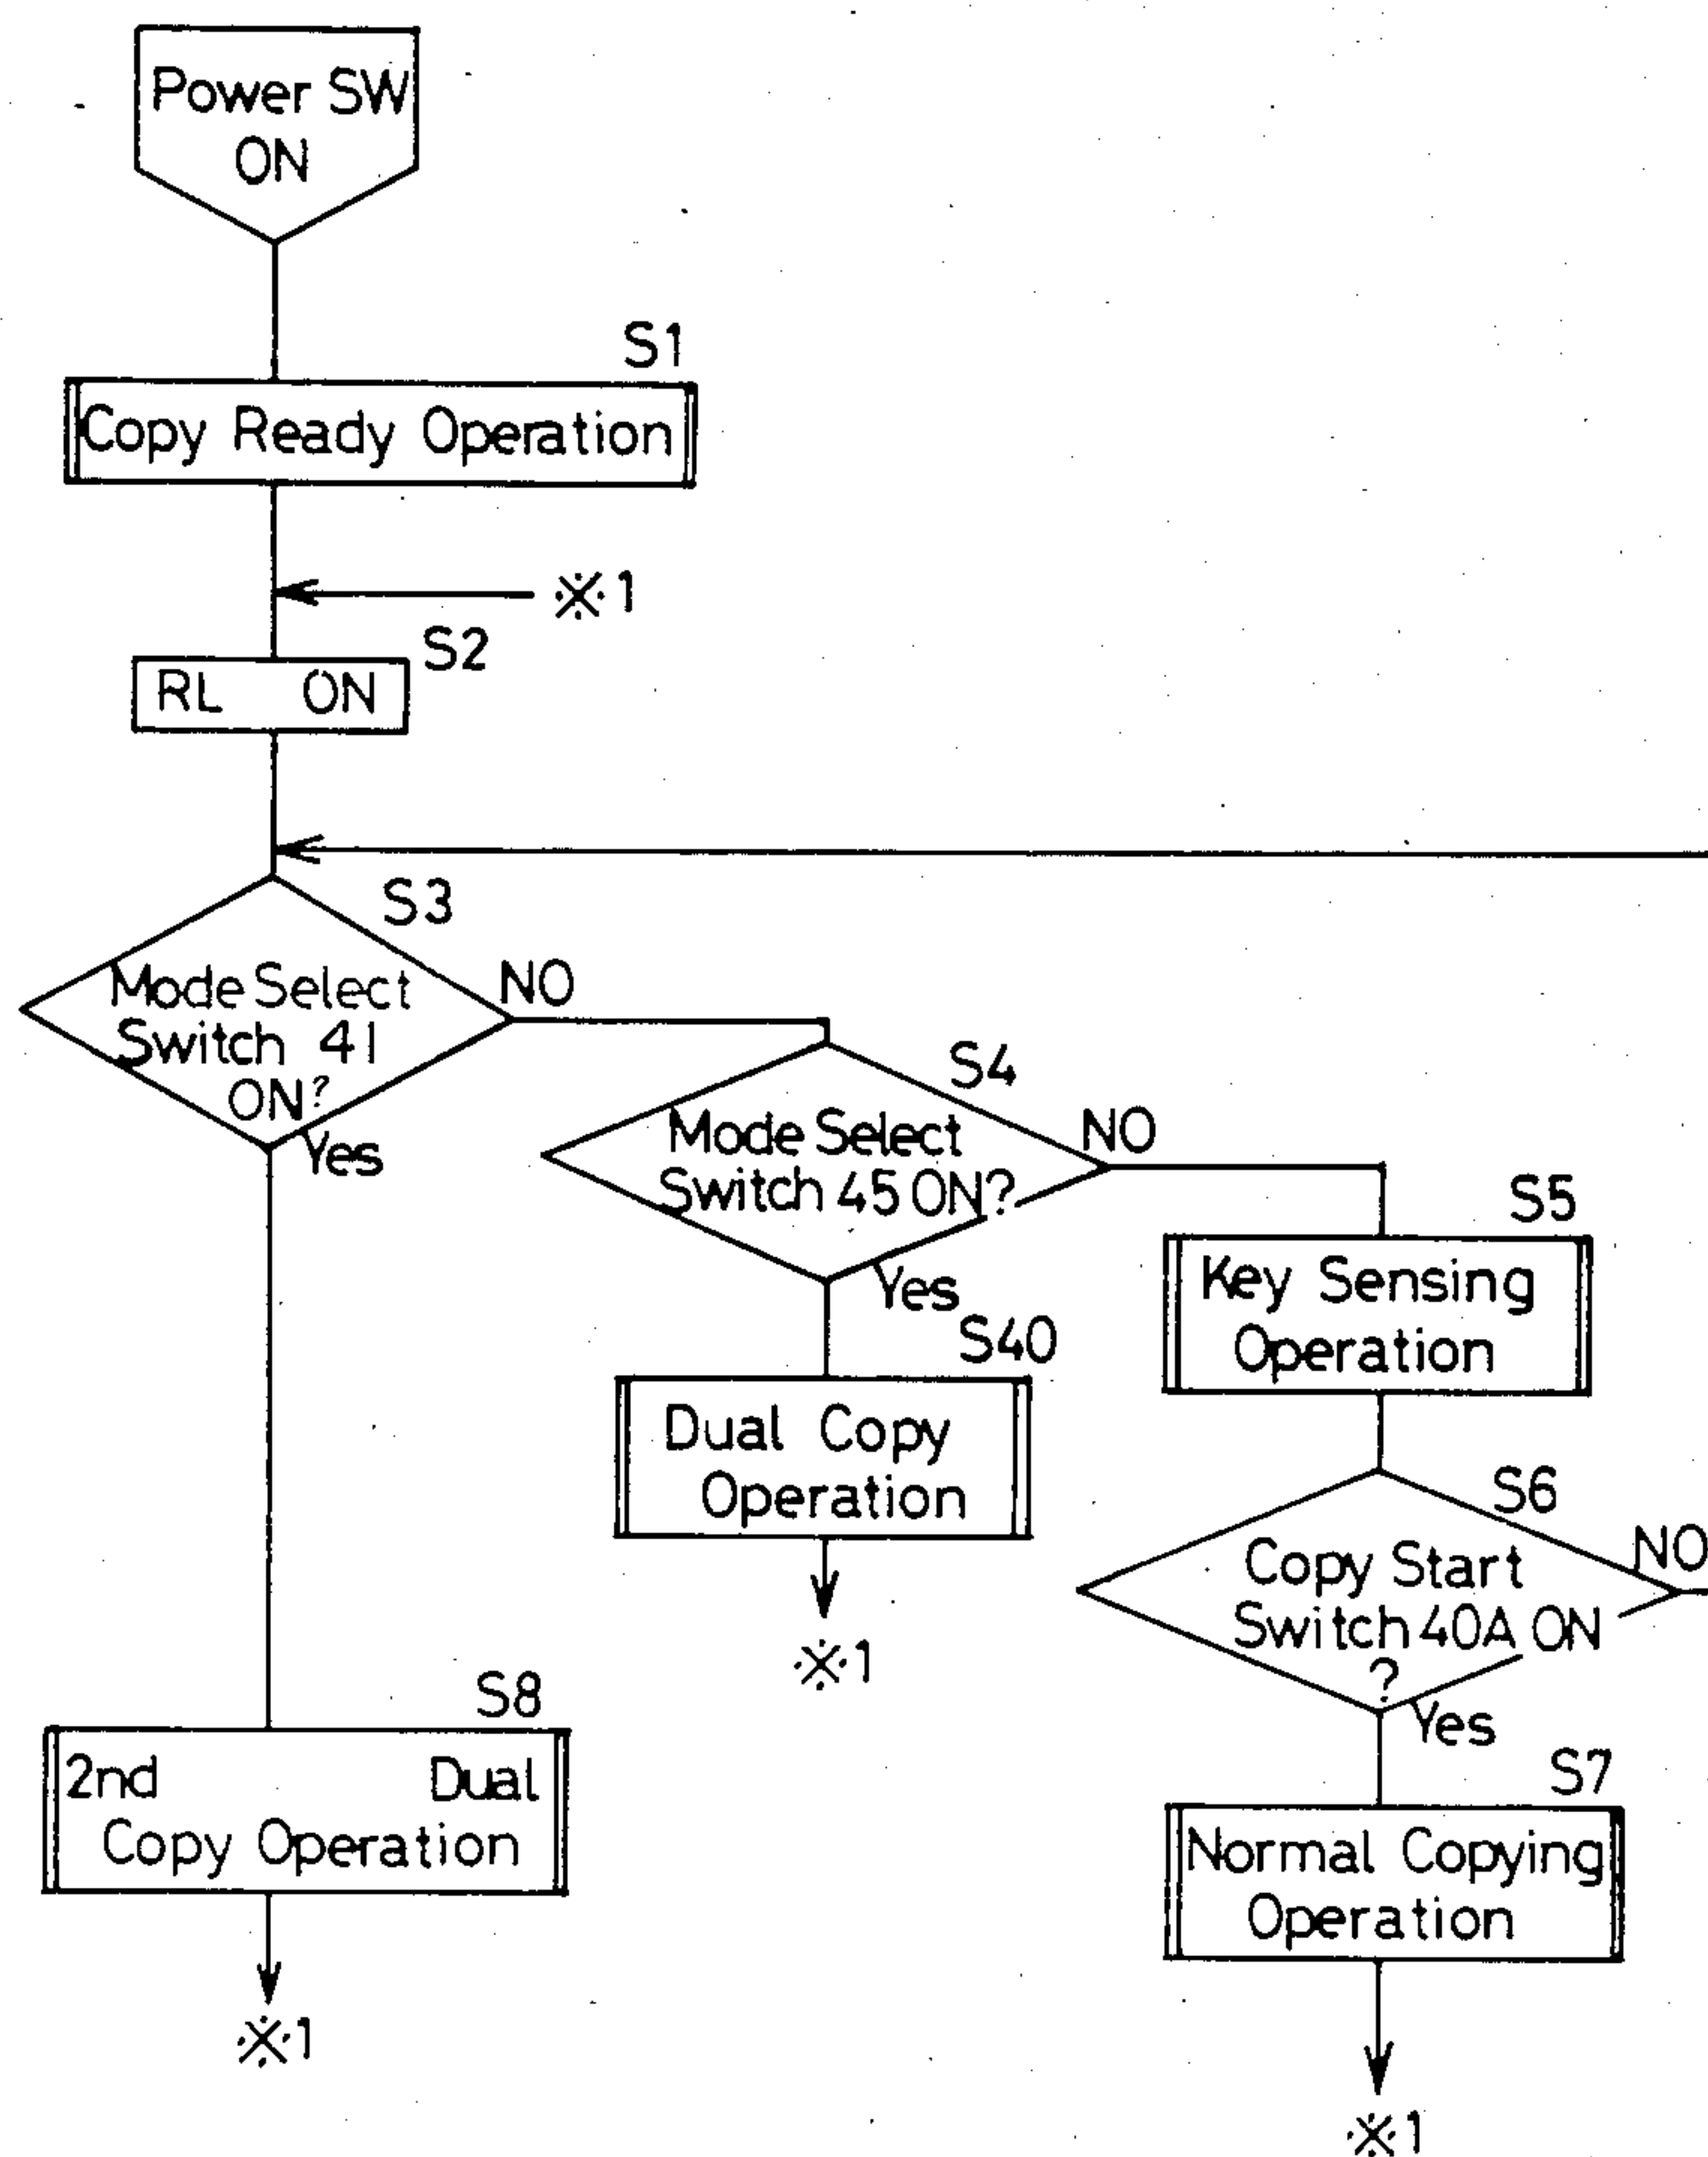 Power SW
ON
S1
Copy Ready Operation
※1
S2
RL ON
S3
Mode Select
Switch 41
ON?
NO
Yes
S4
Mode Select
Switch 45 ON?
NO
Yes
S5
Key Sensing
Operation
S40
Dual Copy
Operation
※1
S6
Copy Start
Switch 40A ON
?
NO
Yes
S8
2nd Dual
Copy Operation
※1
S7
Normal Copying
Operation
※1